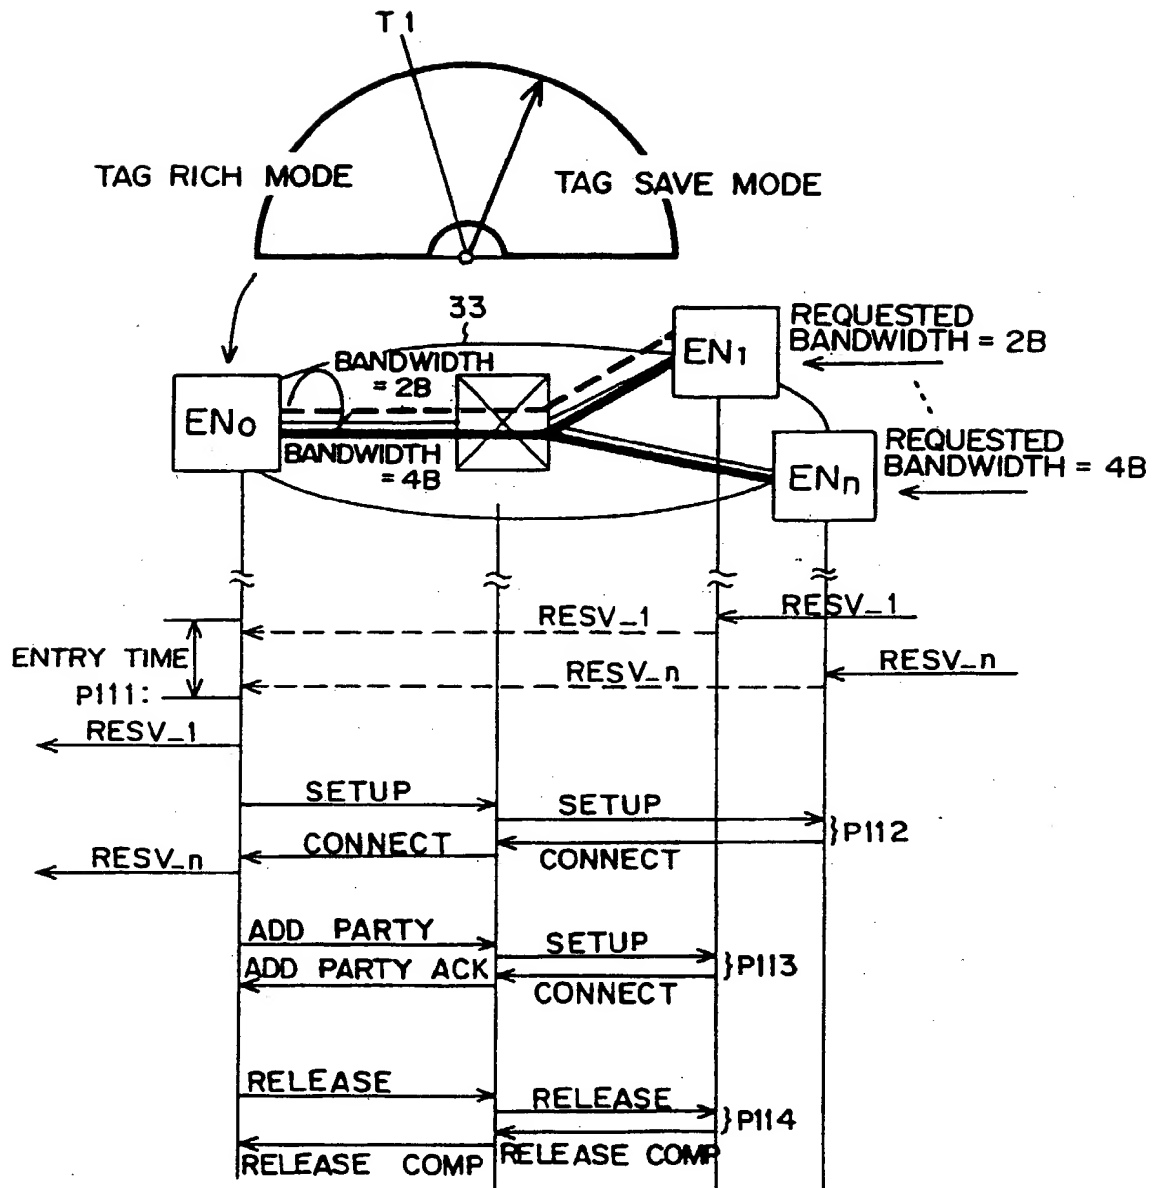 T1
TAG RICH MODE
TAG SAVE MODE
33
EN1
REQUESTED
BANDWIDTH = 2B
BANDWIDTH
= 2B
EN0
BANDWIDTH
= 4B
REQUESTED
BANDWIDTH = 4B
ENn
RESV_1
RESV_1
ENTRY TIME
RESV_n
RESV_n
P111:
RESV_1
SETUP
SETUP
}P112
CONNECT
CONNECT
RESV_n
ADD PARTY
SETUP
}P113
ADD PARTY ACK
CONNECT
RELEASE
RELEASE
}P114
RELEASE COMP
RELEASE COMP